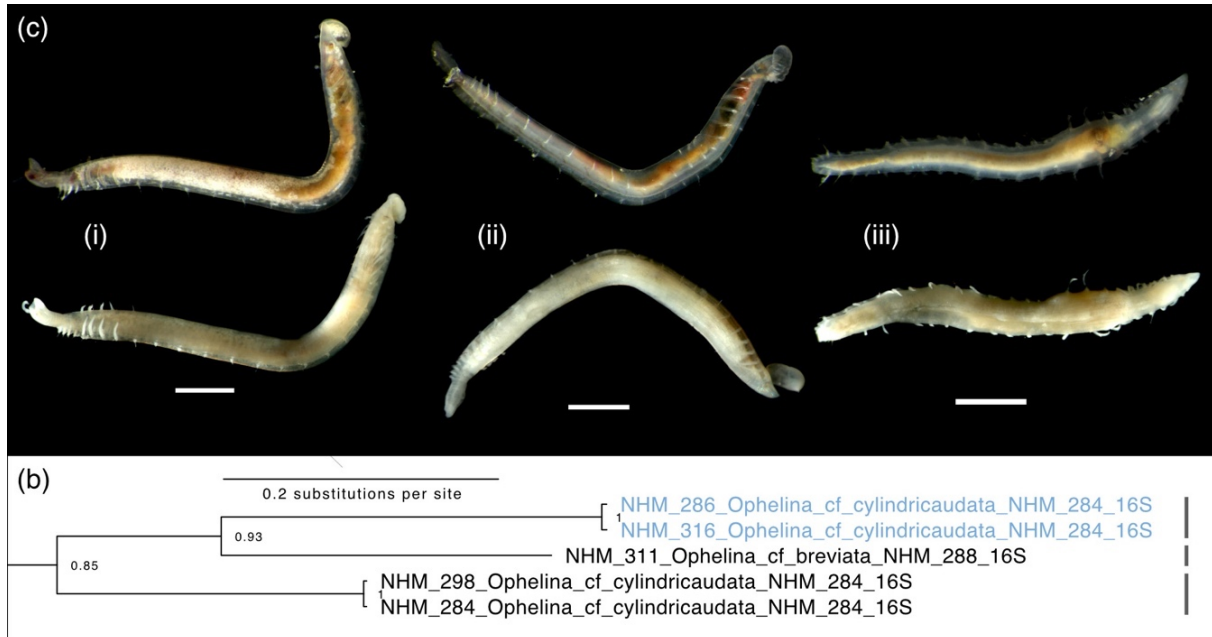 (c)
(i)
(ii)
(iii)
(b)
0.2 substitutions per site
NHM_286_Ophelina_cf_cylindricaudata_NHM_284_16S
1
NHM_316_Ophelina_cf_cylindricaudata_NHM_284_16S
0.93
NHM_311_Ophelina_cf_breviata_NHM_288_16S
0.85
NHM_298_Ophelina_cf_cylindricaudata_NHM_284_16S
1
NHM_284_Ophelina_cf_cylindricaudata_NHM_284_16S